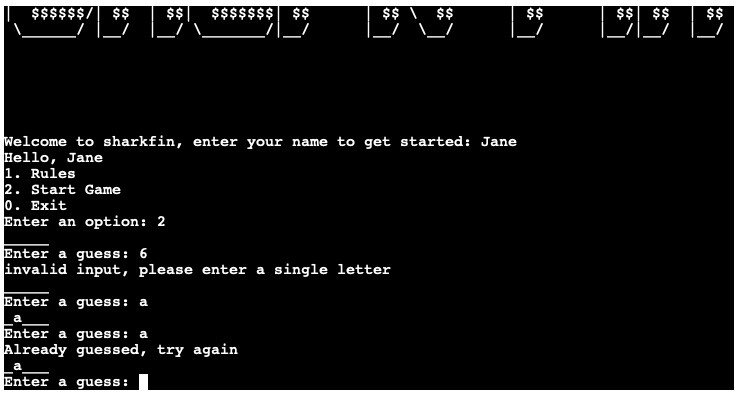 |  $$$$$$/| $$  | $$|  $$$$$$$| $$      | $$ \  $$      | $$      | $$| $$  | $$
 \______/ |__/  |__/ \_______/|__/      |__/  \__/      |__/      |__/|__/  |__/
Welcome to sharkfin, enter your name to get started: Jane
Hello, Jane
1. Rules
2. Start Game
0. Exit
Enter an option: 2
_____
Enter a guess: 6
invalid input, please enter a single letter
_____
Enter a guess: a
_a___
Enter a guess: a
Already guessed, try again
_a___
Enter a guess: